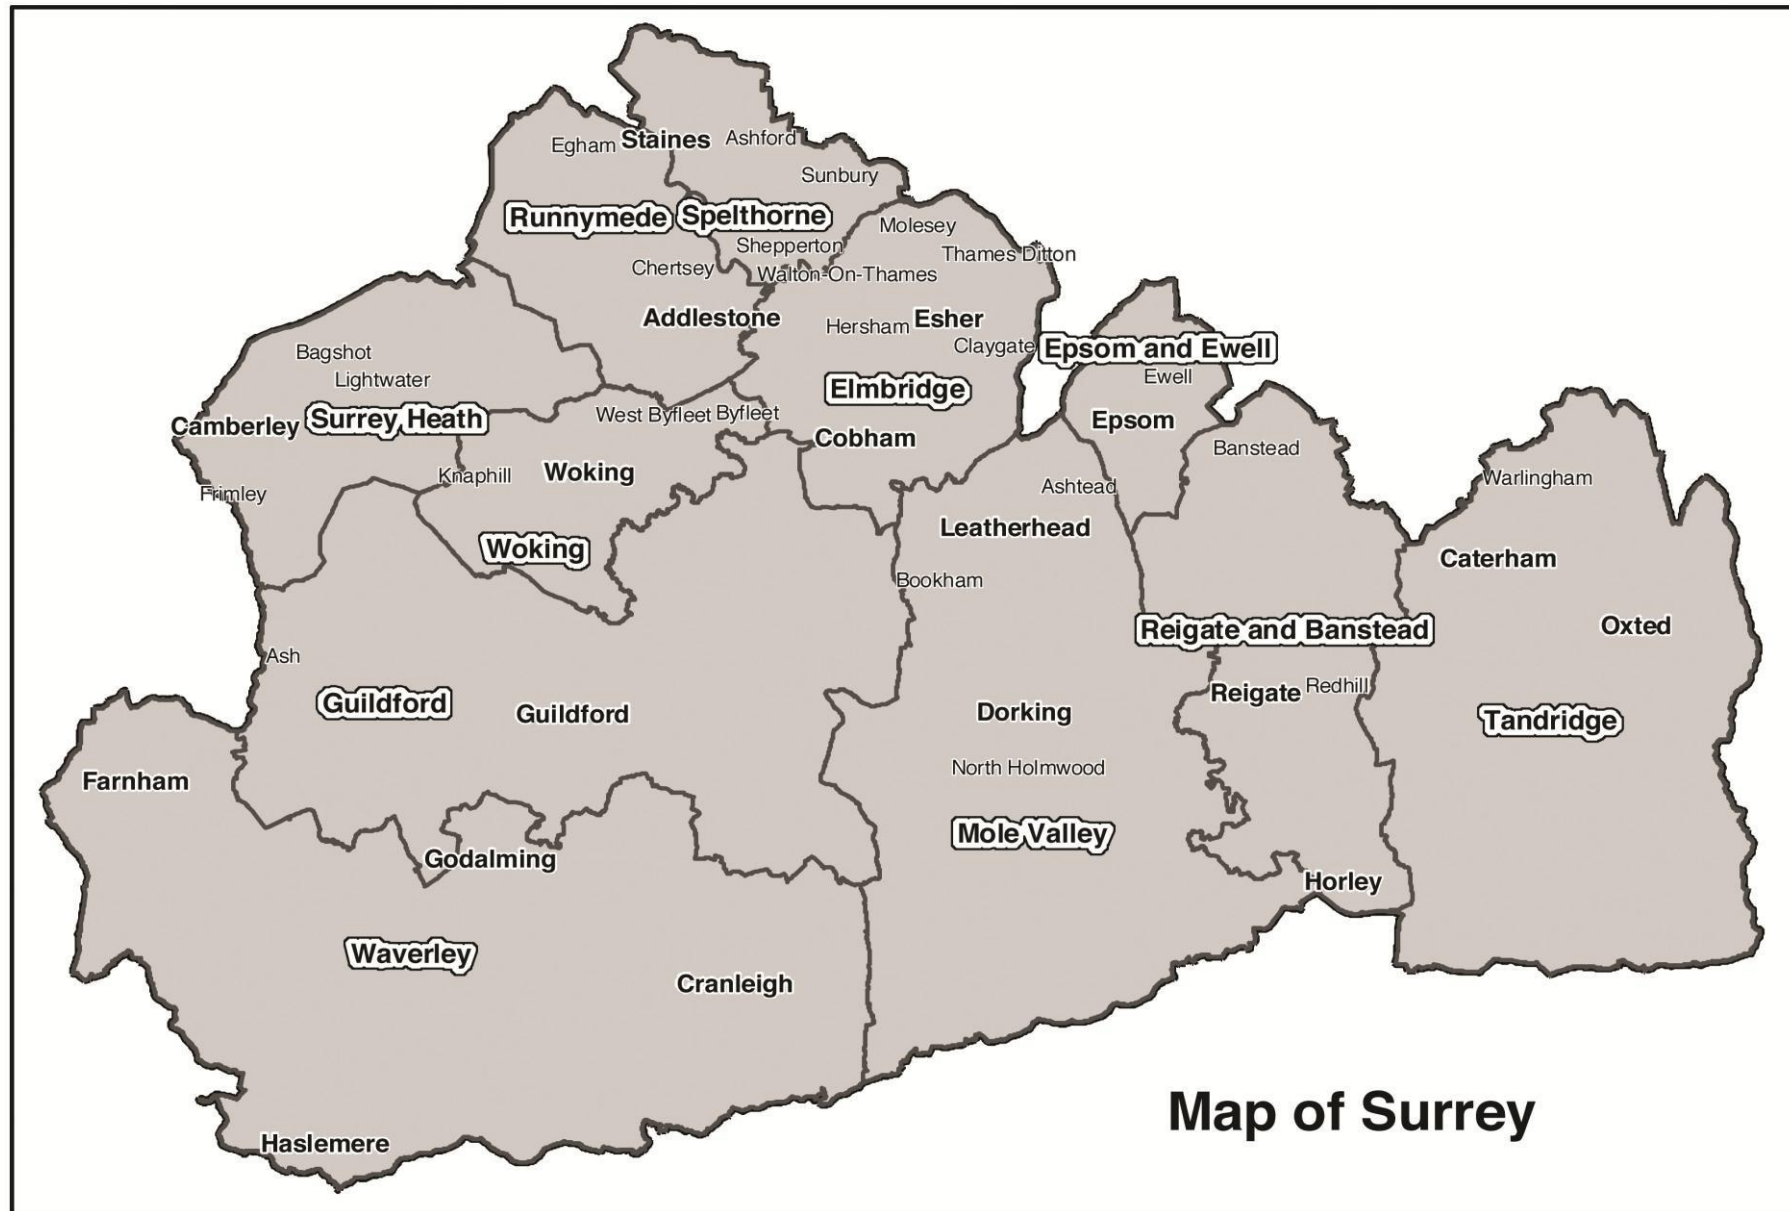 Egham
Staines
Ashford
Sunbury
Runnymede
Spelthorne
Molesey
Shepperton
Thames Ditton
Chertsey
Walton-On-Thames
Addlestone
Hersham
Esher
Claygate
Epsom and Ewell
Bagshot
Lightwater
Ewell
Elmbridge
Camberley
Surrey Heath
West Byfleet
Byfleet
Epsom
Cobham
Banstead
Knaphill
Woking
Frimley
Ashtead
Warlingham
Leatherhead
Woking
Caterham
Bookham
Oxted
Reigate and Banstead
Ash
Guildford
Guildford
Dorking
Reigate
Redhill
Tandridge
Farnham
North Holmwood
Mole Valley
Godalming
Horley
Waverley
Cranleigh
Haslemere
Map of Surrey